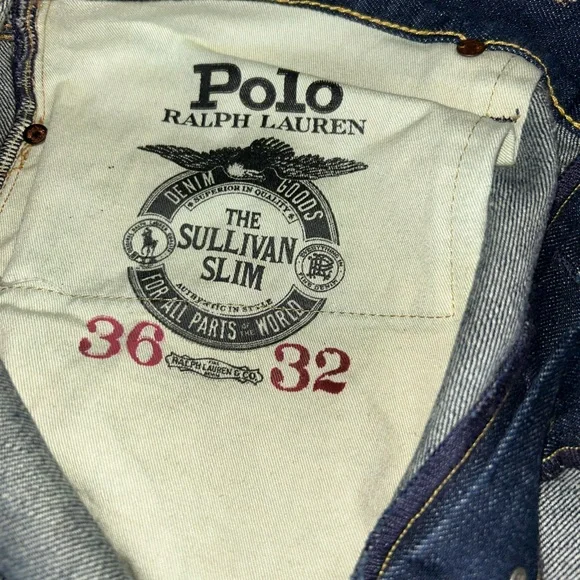 Polo
RALPH LAUREN
DENIM GOODS
SUPERIOR IN QUALITY
THE
SULLIVAN
SLIM
AUTHENTIC IN STYLE
FOR ALL PARTS OF THE WORLD
36 32
RALPH LAUREN & CO.